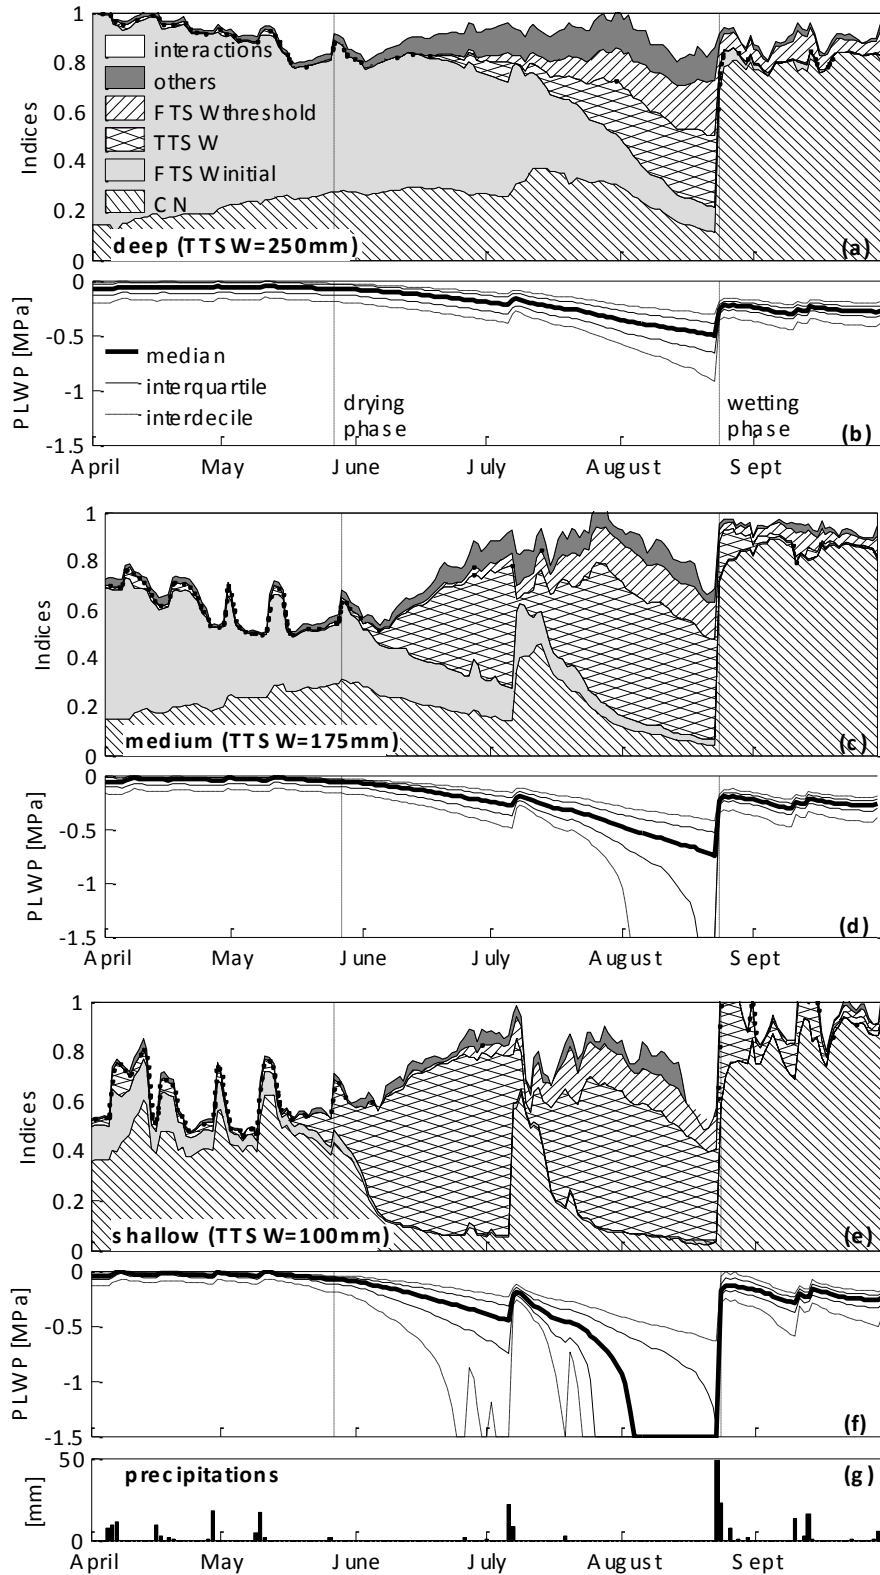 1
0.8
0.6
0.4
0.2
0
Indices
interactions
others
FTSWthreshold
TTSW
FTSWinitial
CN
deep (TTSW=250mm)
(a)
0
-0.5
-1
-1.5
PLWP [MPa]
median
interquartile
interdecile
drying
phase
wetting
phase
(b)
April May June July August Sept
1
0.8
0.6
0.4
0.2
0
Indices
medium (TTSW=175mm)
(c)
0
-0.5
-1
-1.5
PLWP [MPa]
(d)
April May June July August Sept
1
0.8
0.6
0.4
0.2
0
Indices
shallow (TTSW=100mm)
(e)
0
-0.5
-1
-1.5
PLWP [MPa]
(f)
50
0
[mm]
precipitations
(g)
April May June July August Sept